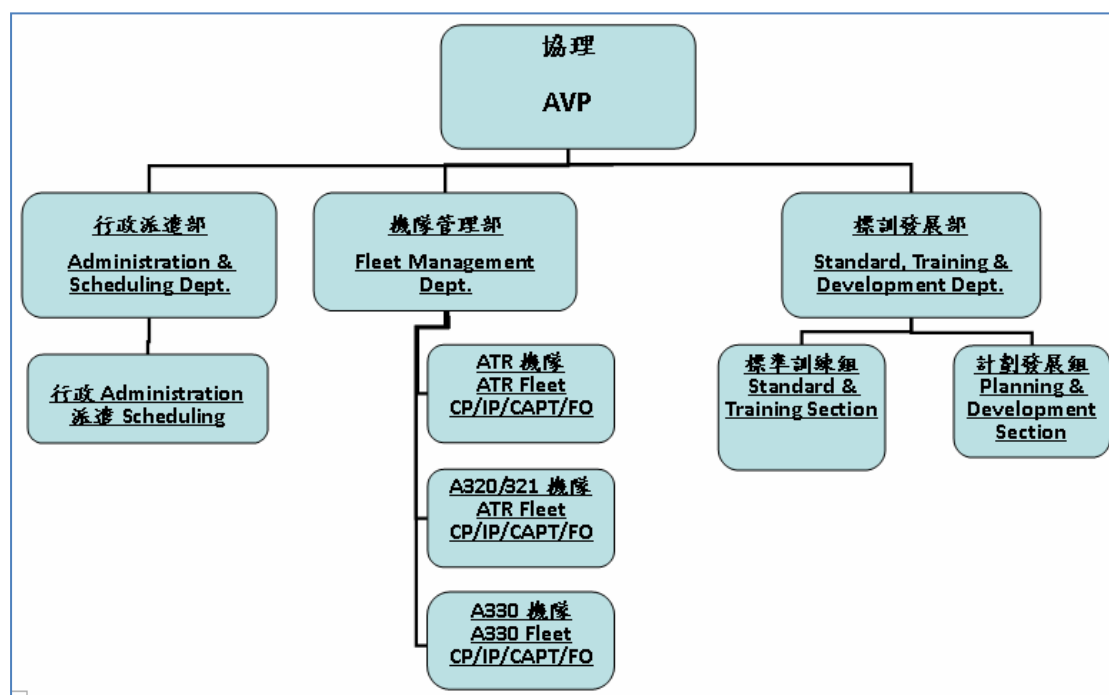 協理
AVP
行政派遣部
Administration &
Scheduling Dept.
機隊管理部
Fleet Management
Dept.
標訓發展部
Standard, Training &
Development Dept.
行政 Administration
派遣 Scheduling
ATR 機隊
ATR Fleet
CP/IP/CAPT/FO
A320/321 機隊
ATR Fleet
CP/IP/CAPT/FO
A330 機隊
A330 Fleet
CP/IP/CAPT/FO
標準訓練組
Standard &
Training Section
計劃發展組
Planning &
Development
Section